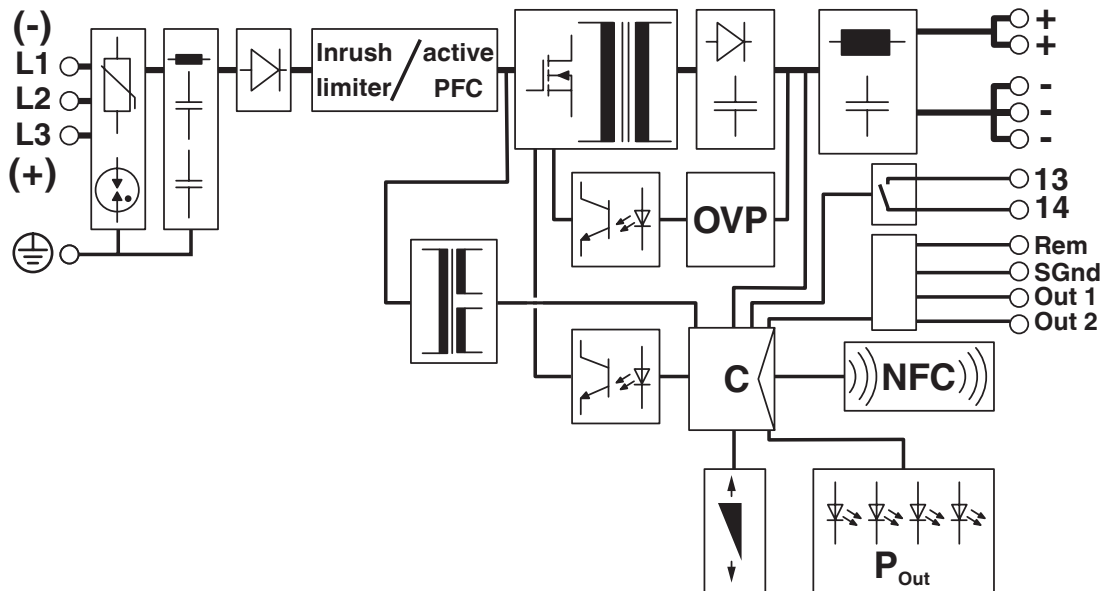 (-)
L1
L2
L3
(+)
Inrush limiter/
active PFC
+
+
-
-
-
13
14
OVP
Rem
SGnd
Out 1
Out 2
C
NFC
POut